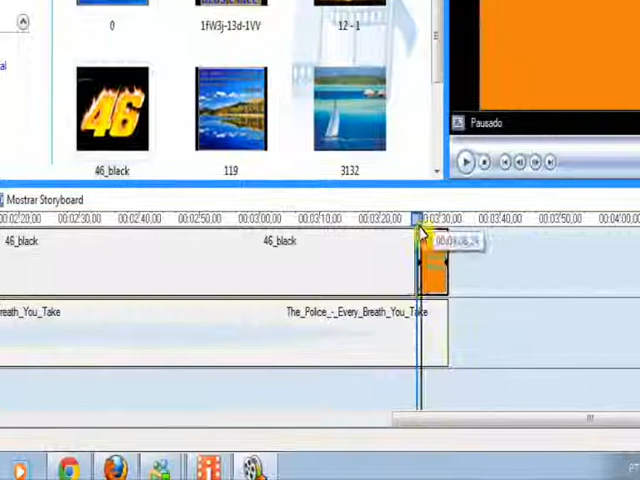 0
1fW3j-13d-1VV
12 - 1
al
46
46_black
119
3132
Pausado
Mostrar Storyboard
00:02:20,00 00:02:30,00 00:02:40,00 00:02:50,00 00:03:00,00 00:03:10,00 00:03:20,00 00:03:30,00 00:03:40,00 00:03:50,00 00:04:00,00
46_black
46_black
reath_You_Take
The_Police_-_Every_Breath_You_Take
PT